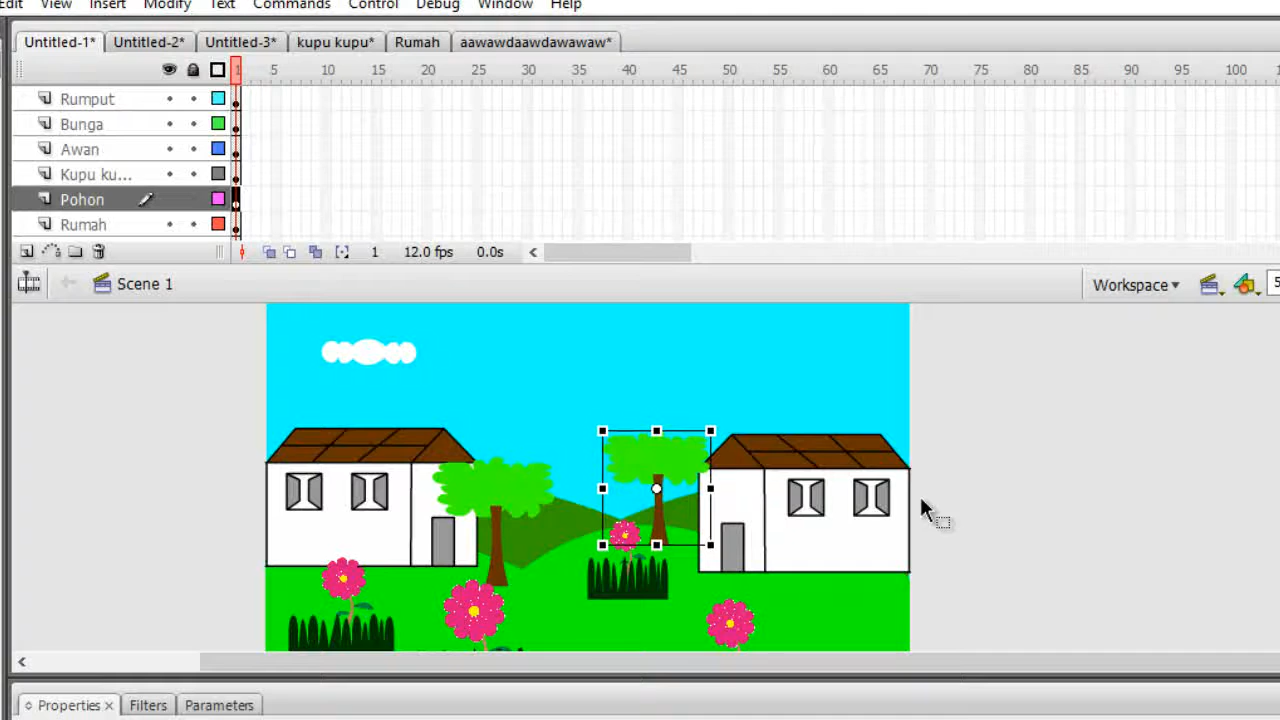 Edit View Insert Modify Text Commands Control Debug Window Help
Untitled-1* Untitled-2* Untitled-3* kupu kupu* Rumah aawawdaawdawawaw*
1 5 10 15 20 25 30 35 40 45 50 55 60 65 70 75 80 85 90 95 100
Rumput
Bunga
Awan
Kupu ku...
Pohon
Rumah
1 12.0 fps 0.0s
Scene 1 Workspace
Properties Filters Parameters